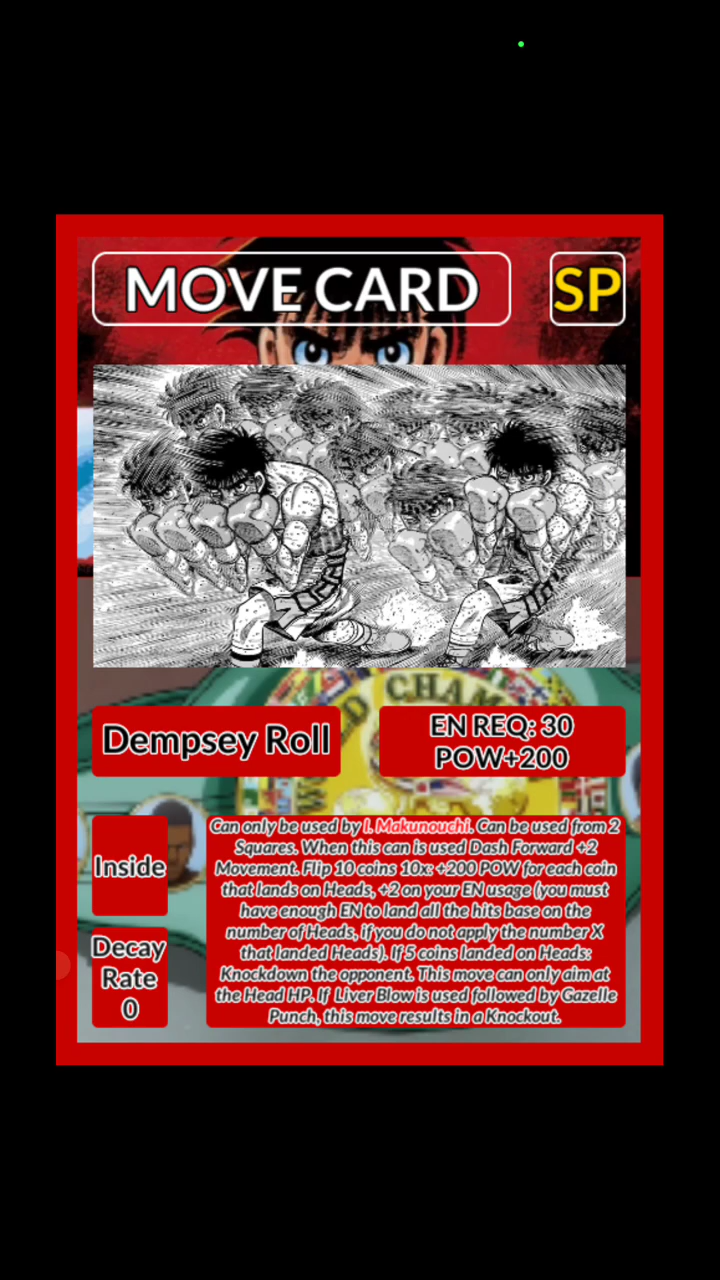 MOVE CARD
SP
LD CHAM
W
Dempsey Roll
EN REQ: 30
POW+200
Inside
Decay
Rate
0
Can only be used by I. Makunouchi. Can be used from 2
Squares. When this can is used Dash Forward +2
Movement. Flip 10 coins 10x: +200 POW for each coin
that lands on Heads, +2 on your EN usage (you must
have enough EN to land all the hits base on the
number of Heads, if you do not apply the number X
that landed Heads). If 5 coins landed on Heads:
Knockdown the opponent. This move can only aim at
the Head HP. If Liver Blow is used followed by Gazelle
Punch, this move results in a Knockout.